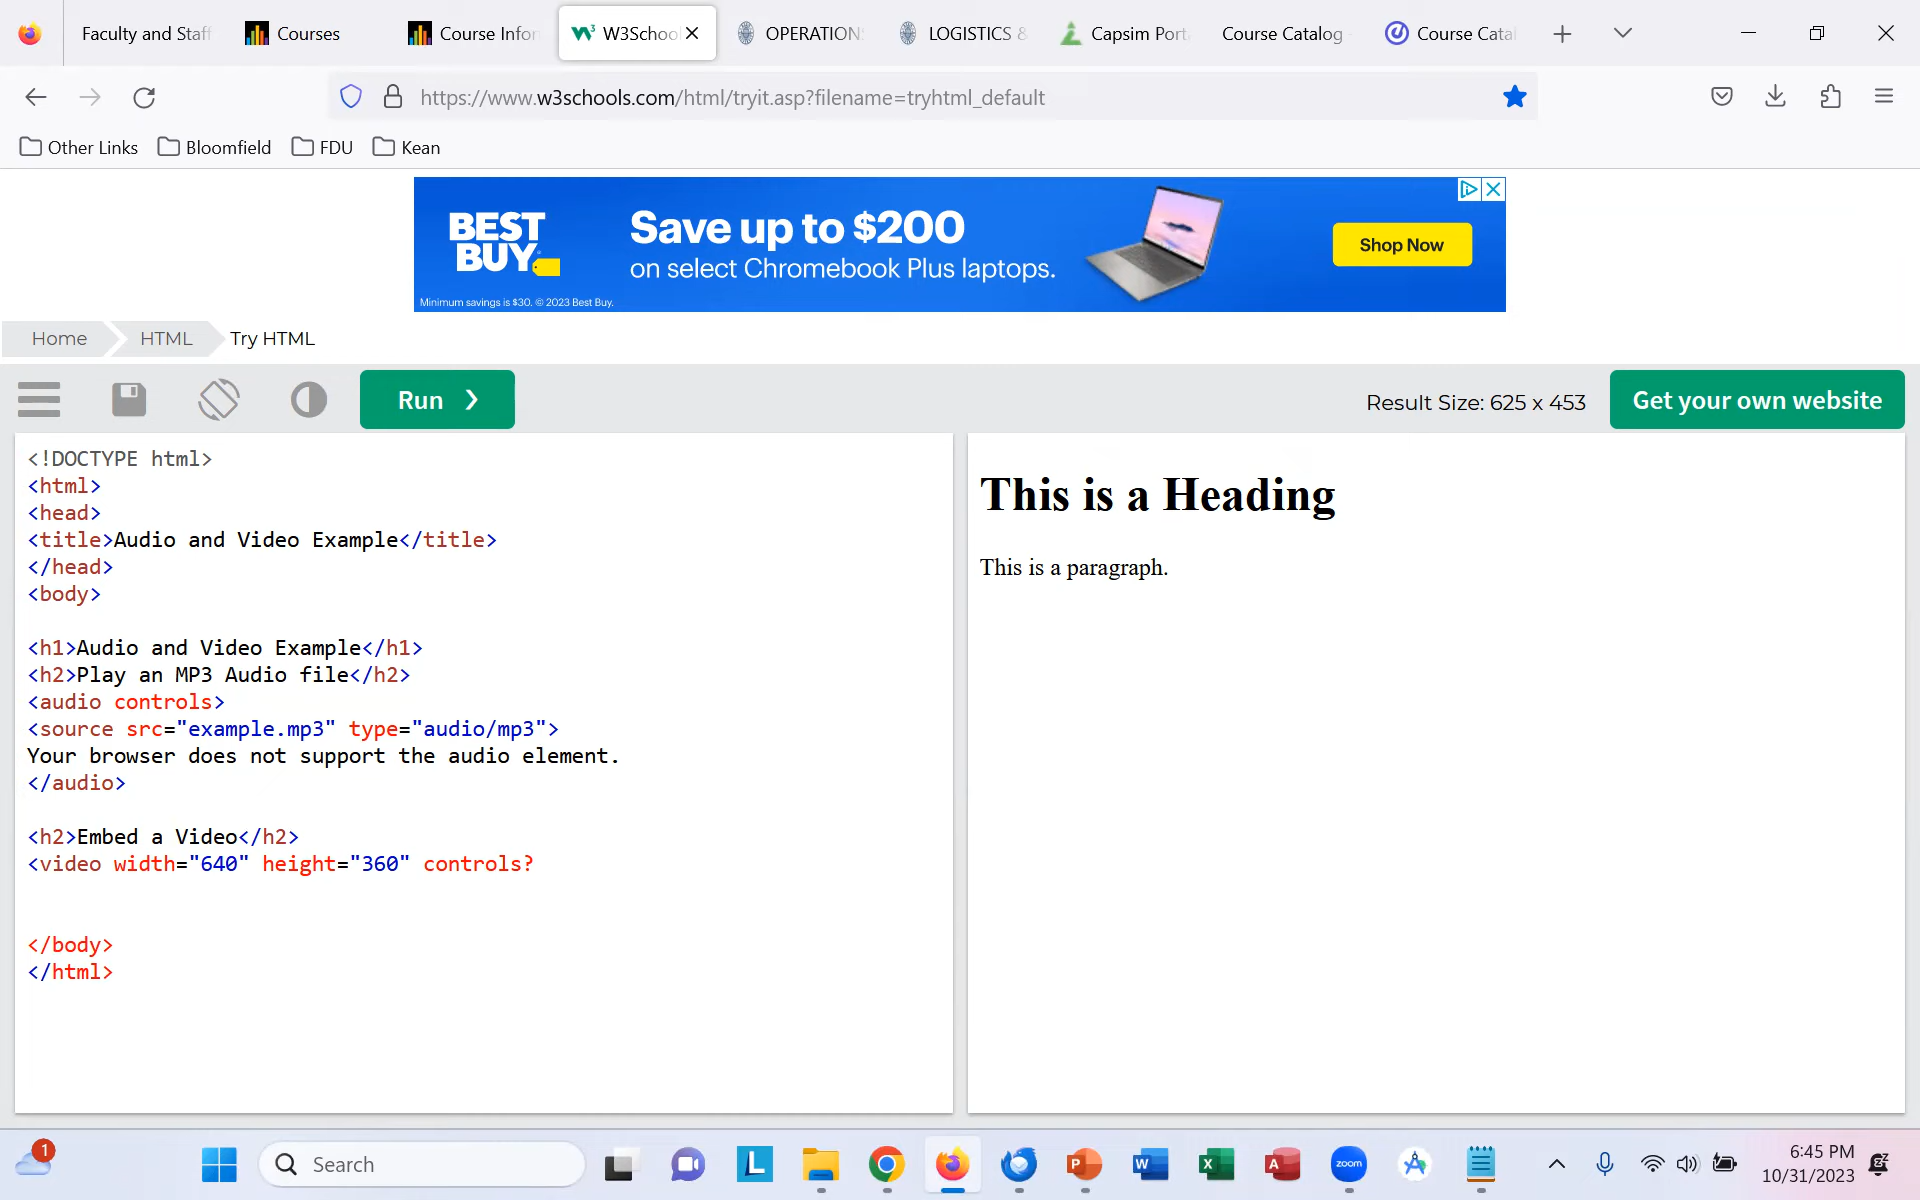 Faculty and Staff
Courses
Course Infor
W3Schoo
OPERATION
LOGISTICS &
Capsim Port
Course Catalog
Course Cata
https://www.w3schools.com/html/tryit.asp?filename=tryhtml_default
Other Links
Bloomfield
FDU
Kean
BEST BUY
Save up to $200
on select Chromebook Plus laptops.
Shop Now
Minimum savings is $30. © 2023 Best Buy.
Home
HTML
Try HTML
Run ❯
Result Size: 625 x 453
Get your own website
<!DOCTYPE html>
<html>
<head>
<title>Audio and Video Example</title>
</head>
<body>
<h1>Audio and Video Example</h1>
<h2>Play an MP3 Audio file</h2>
<audio controls>
<source src="example.mp3" type="audio/mp3">
Your browser does not support the audio element.
</audio>
<h2>Embed a Video</h2>
<video width="640" height="360" controls?
</body>
</html>
This is a Heading
This is a paragraph.
1
Search
L
P
W
X
A
zoom
6:45 PM
10/31/2023